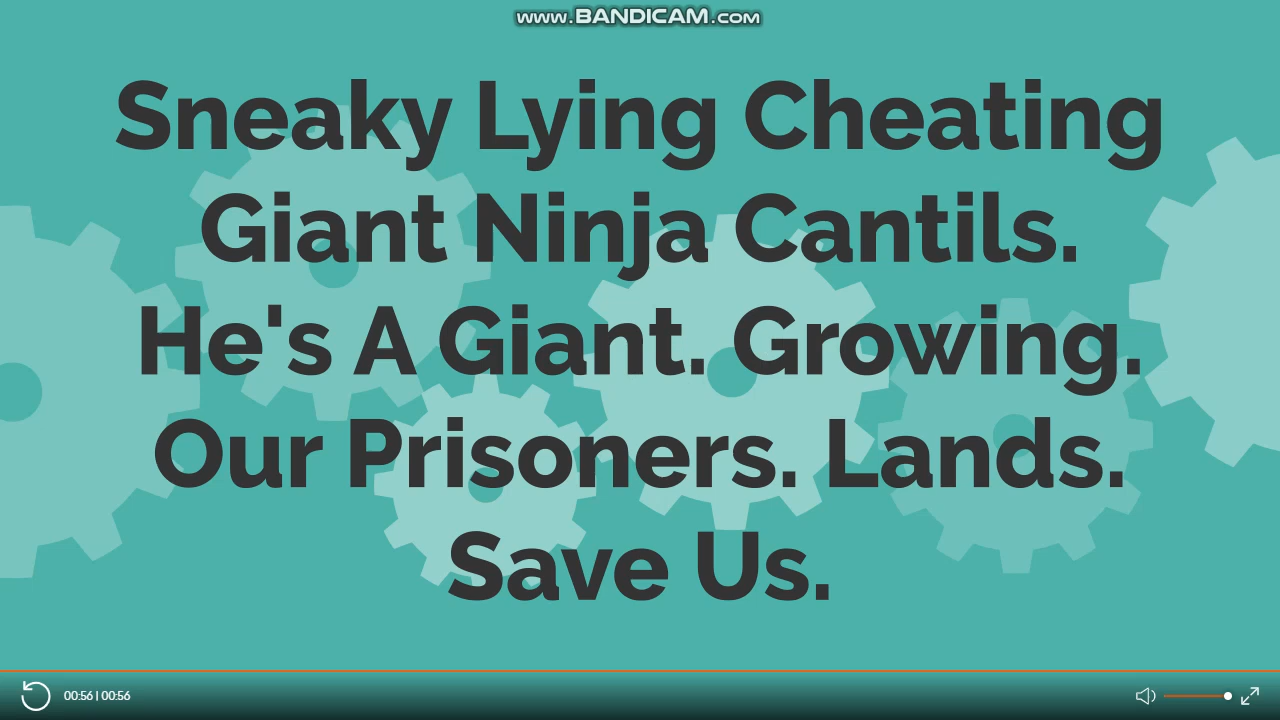 www.BANDICAM.com
Sneaky Lying Cheating
Giant Ninja Cantils.
He's A Giant. Growing.
Our Prisoners. Lands.
Save Us.
00:56 | 00:56